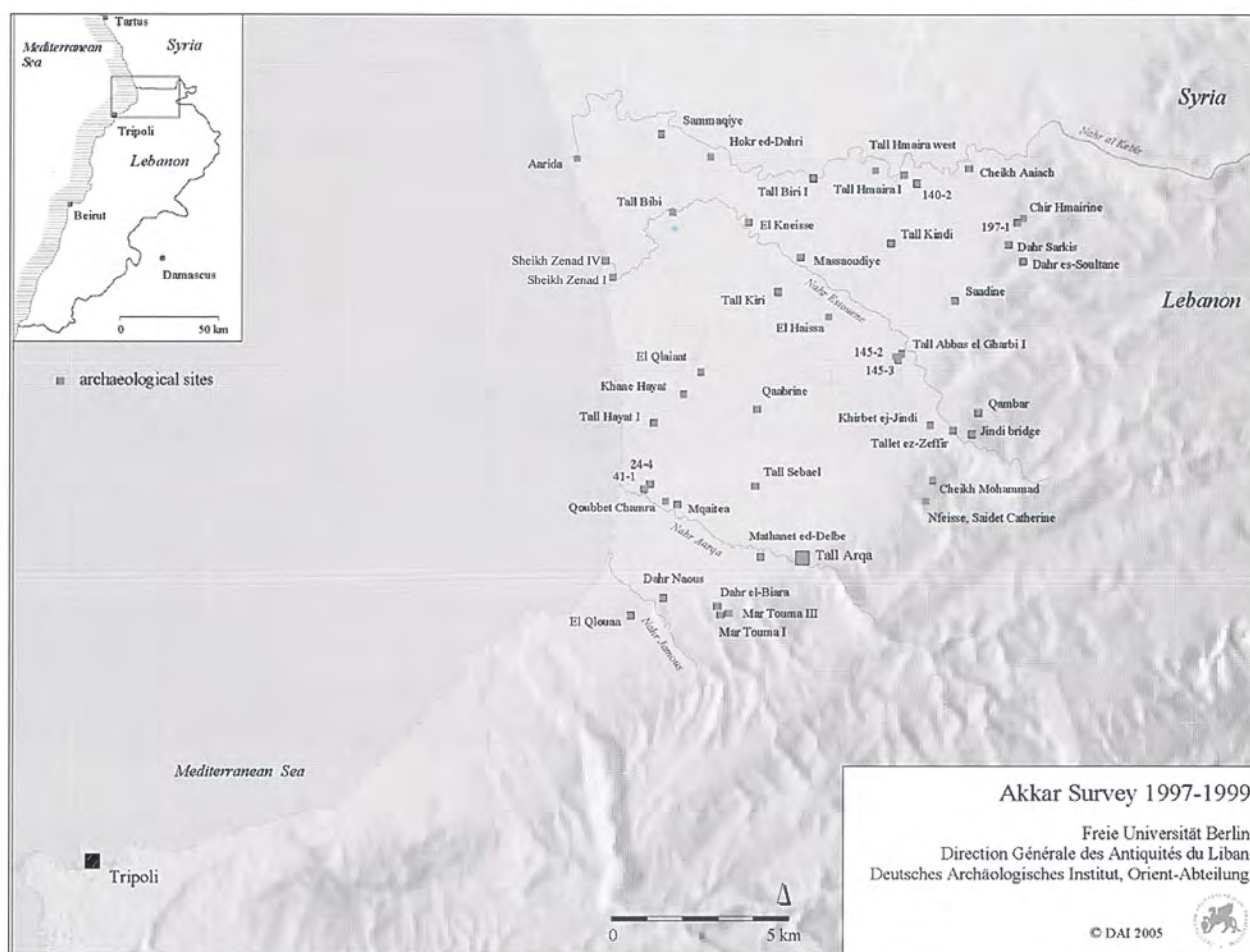 Tartus
Mediterranean
Sea
Syria
Tripoli
Lebanon
Beirut
Damascus
0 50 km
archaeological sites
Syria
Nahr al Kebir
Sammaqiye
Hokr ed-Dahri
Tall Hmaira west
Aarida
Tall Biri I
Tall Hmaira I
140-2
Cheikh Aaiach
Tall Bibi
El Kneisse
Tall Kindi
Chir Hmairine
197-1
Dahr Sarkis
Dahr es-Soultane
Sheikh Zenad IV
Sheikh Zenad I
Massaoudiye
Nahr Estouene
Tall Kiri
Saadine
Lebanon
El Haissa
Tall Abbas el Gharbi I
145-2
145-3
El Qlaiaat
Khane Hayat
Qaabrine
Tall Hayat I
Khirbet ej-Jindi
Qambar
Tallet ez-Zeffir
Jindi bridge
24-4
41-1
Tall Sebael
Cheikh Mohammad
Qoubbet Chamra
Mqaitea
Nfeisse, Saidet Catherine
Nahr Aarqa
Mathanet ed-Delbe
Tall Arqa
Dahr Naous
Dahr el-Biara
El Qlouaa
Mar Touma III
Mar Touma I
Nahr Jamous
Mediterranean Sea
Tripoli
0 5 km
Akkar Survey 1997-1999
Freie Universität Berlin
Direction Générale des Antiquités du Liban
Deutsches Archäologisches Institut, Orient-Abteilung
© DAI 2005